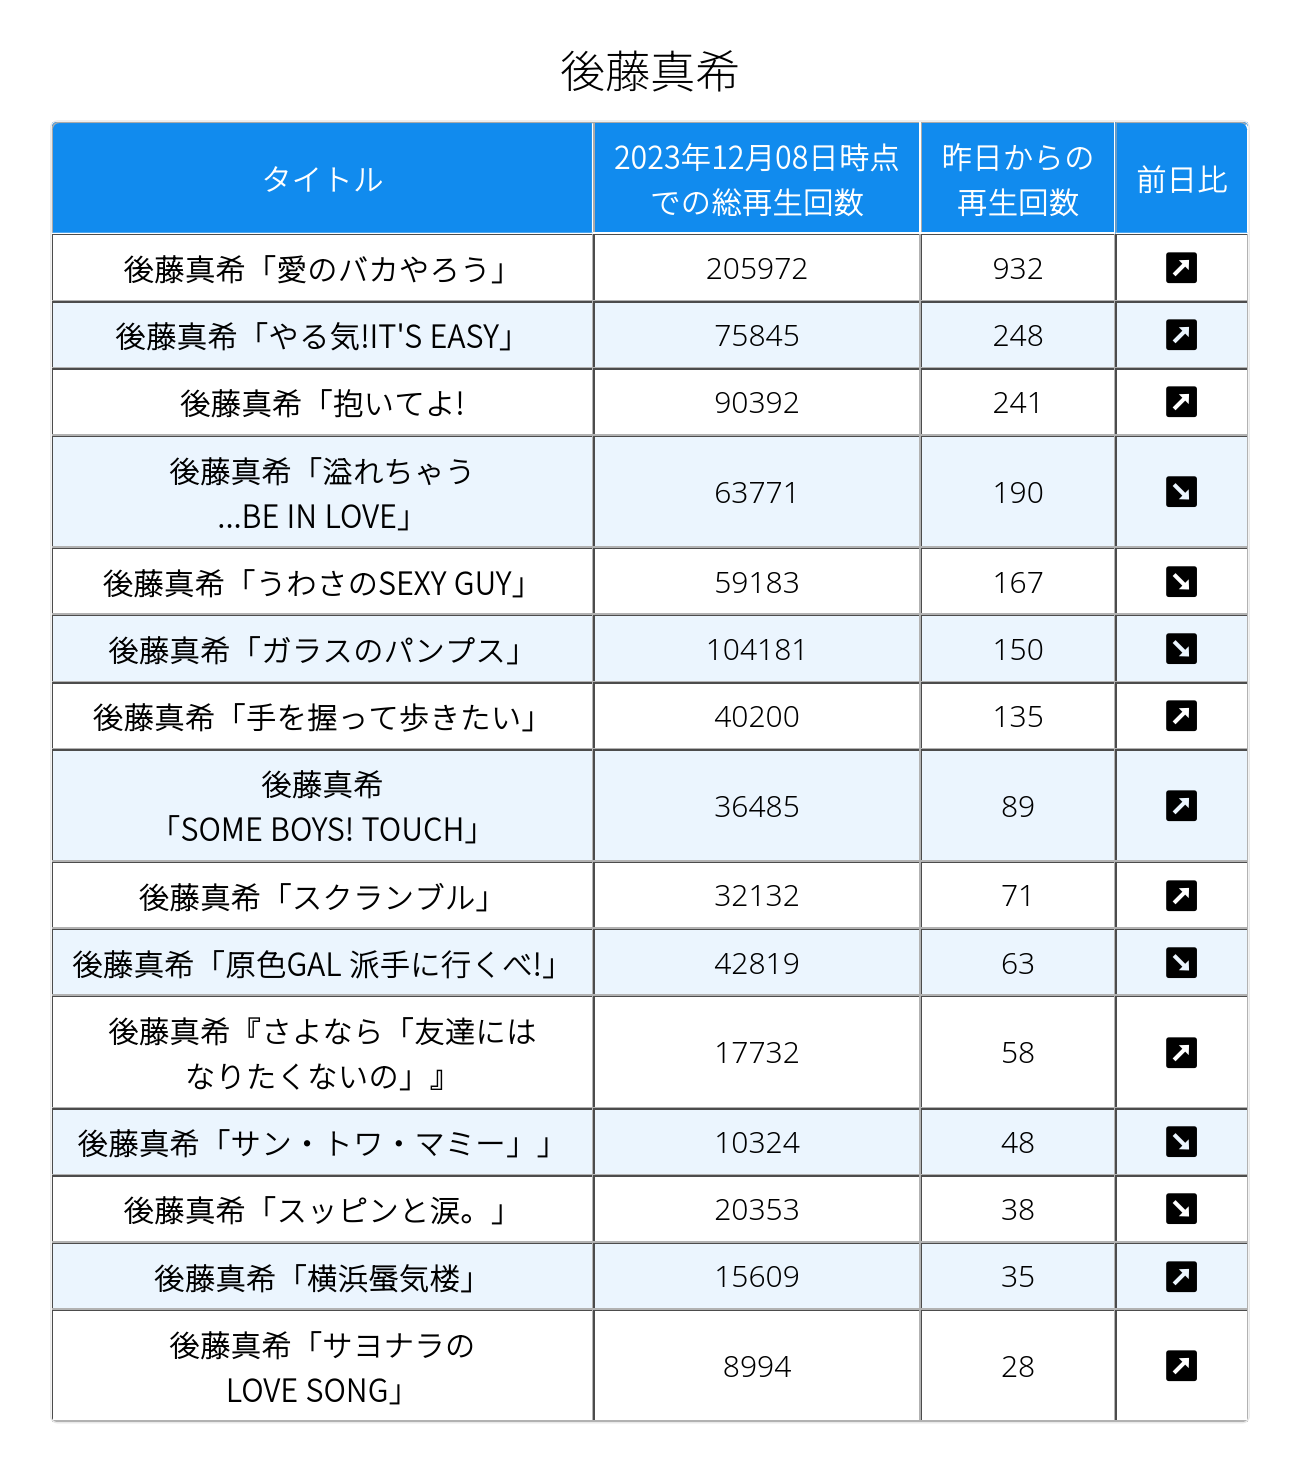 後藤真希
タイトル
2023年12月08日時点
での総再生回数
昨日からの
再生回数
前日比
後藤真希「愛のバカやろう」 205972 932 ↗
後藤真希「やる気!IT'S EASY」 75845 248 ↗
後藤真希「抱いてよ! 90392 241 ↗
後藤真希「溢れちゃう
...BE IN LOVE」 63771 190 ↘
後藤真希「うわさのSEXY GUY」 59183 167 ↘
後藤真希「ガラスのパンプス」 104181 150 ↘
後藤真希「手を握って歩きたい」 40200 135 ↗
後藤真希
「SOME BOYS! TOUCH」 36485 89 ↗
後藤真希「スクランブル」 32132 71 ↗
後藤真希「原色GAL 派手に行くべ!」 42819 63 ↘
後藤真希『さよなら「友達には
なりたくないの」』 17732 58 ↗
後藤真希「サン・トワ・マミー」」 10324 48 ↘
後藤真希「スッピンと涙。」 20353 38 ↘
後藤真希「横浜蜃気楼」 15609 35 ↗
後藤真希「サヨナラの
LOVE SONG」 8994 28 ↗